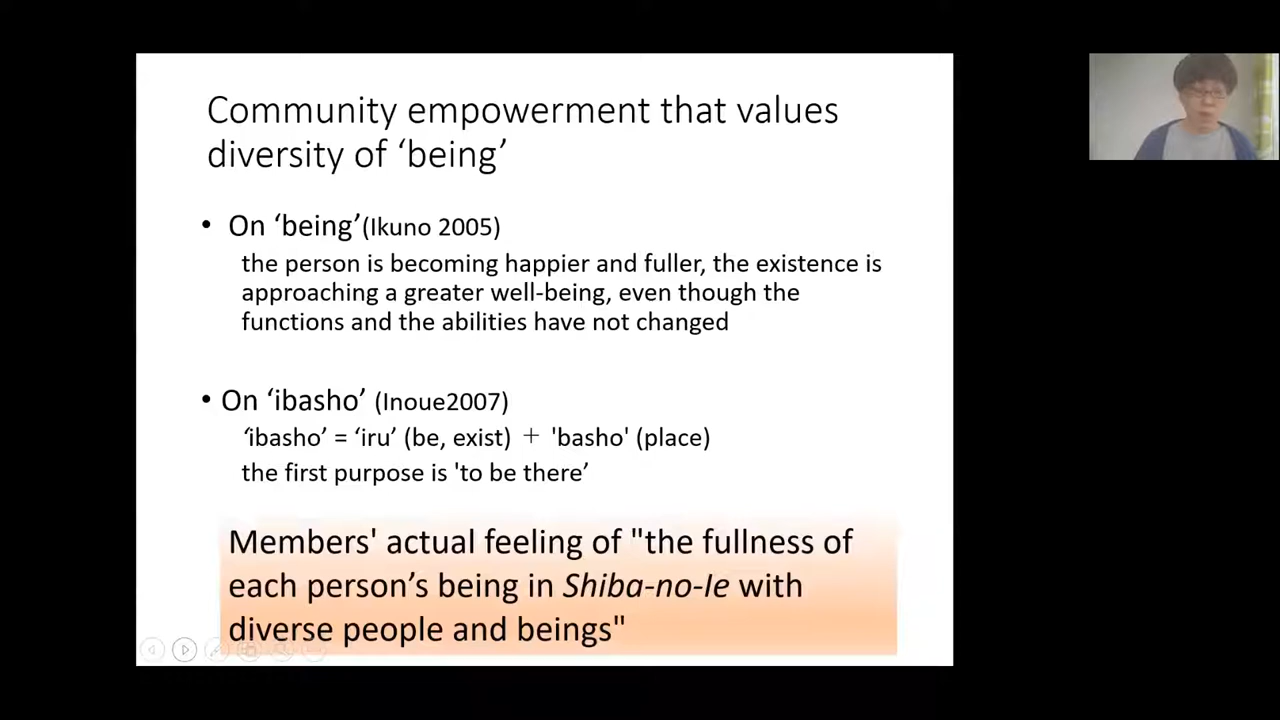 Community empowerment that values
diversity of ‘being’
• On ‘being’(Ikuno 2005)
the person is becoming happier and fuller, the existence is
approaching a greater well-being, even though the
functions and the abilities have not changed
• On ‘ibasho’ (Inoue2007)
‘ibasho’ = ‘iru’ (be, exit) + 'basho' (place)
the first purpose is 'to be there’
Members' actual feeling of "the fullness of
each person’s being in Shiba-no-Ie with
diverse people and beings"